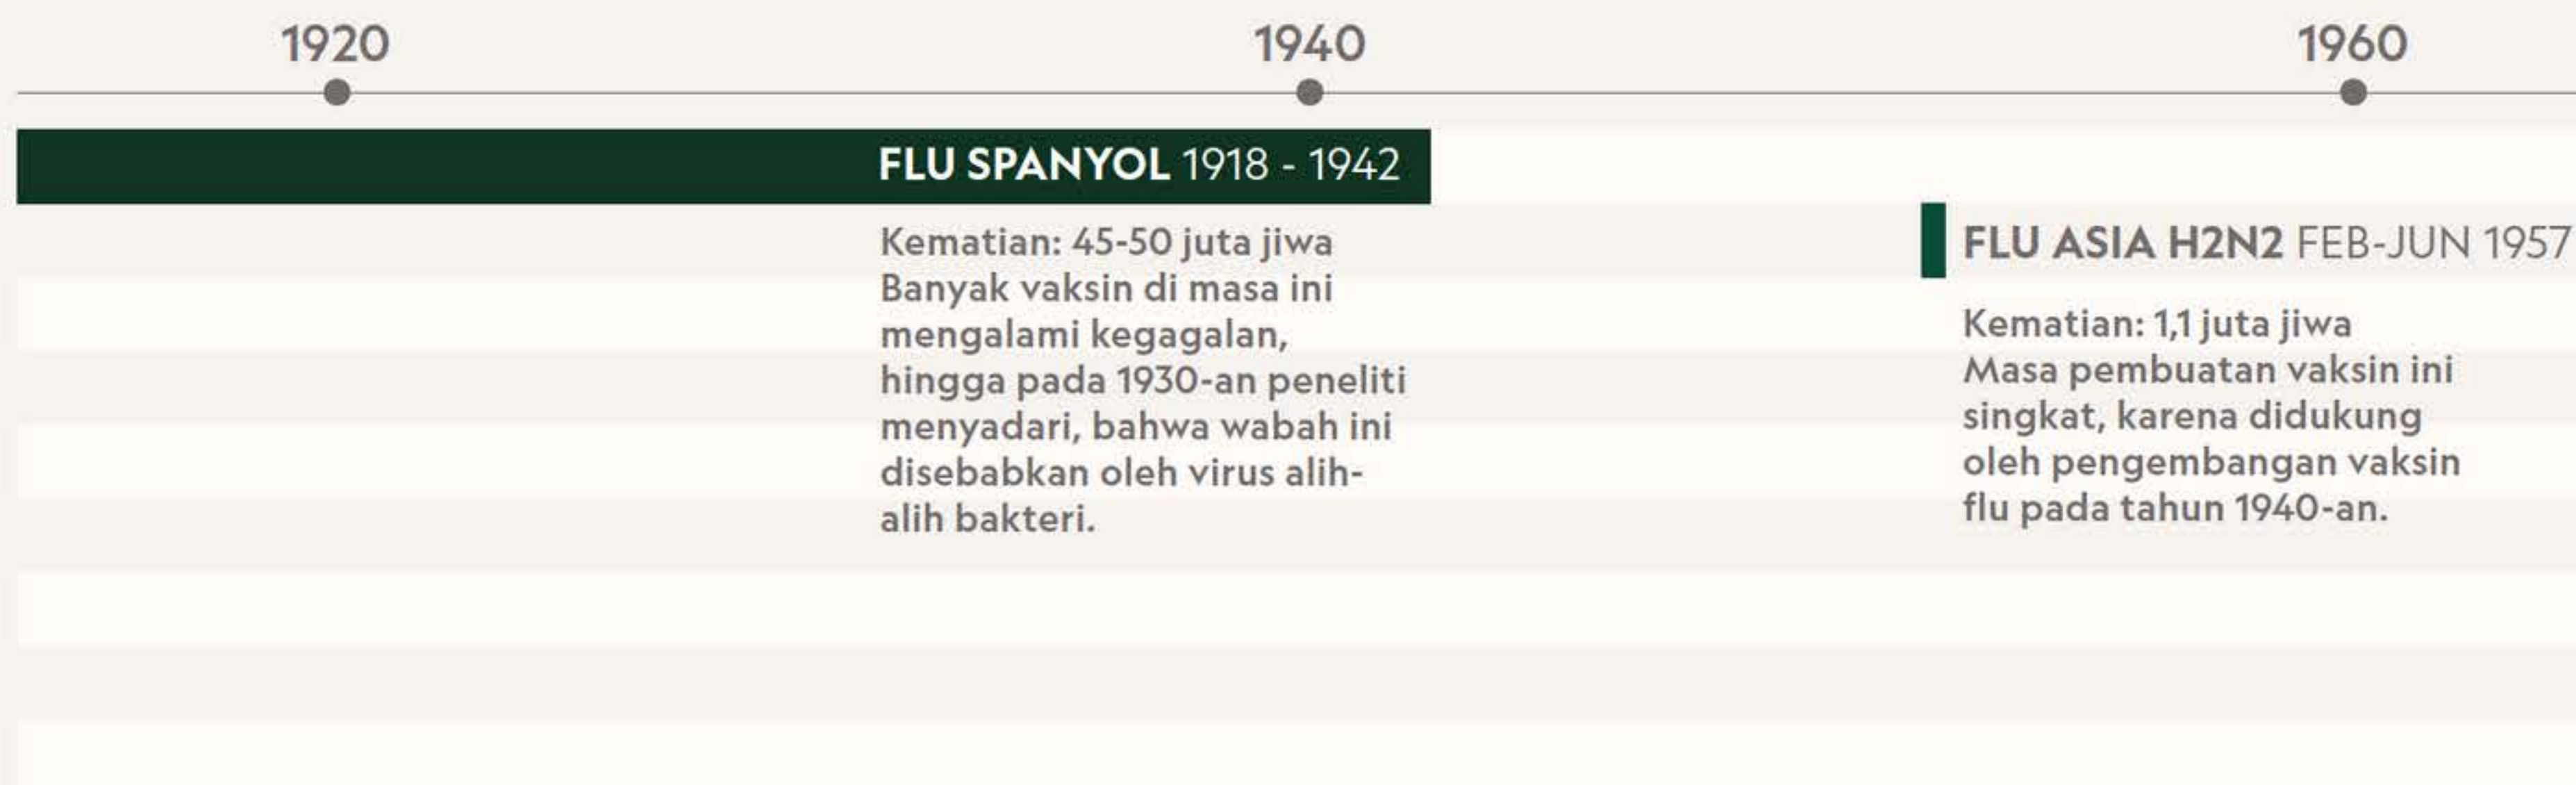 1920
1940
1960
FLU SPANYOL 1918 - 1942
Kematian: 45-50 juta jiwa
Banyak vaksin di masa ini
mengalami kegagalan,
hingga pada 1930-an peneliti
menyadari, bahwa wabah ini
disebabkan oleh virus alih-
alih bakteri.
FLU ASIA H2N2 FEB-JUN 1957
Kematian: 1,1 juta jiwa
Masa pembuatan vaksin ini
singkat, karena didukung
oleh pengembangan vaksin
flu pada tahun 1940-an.